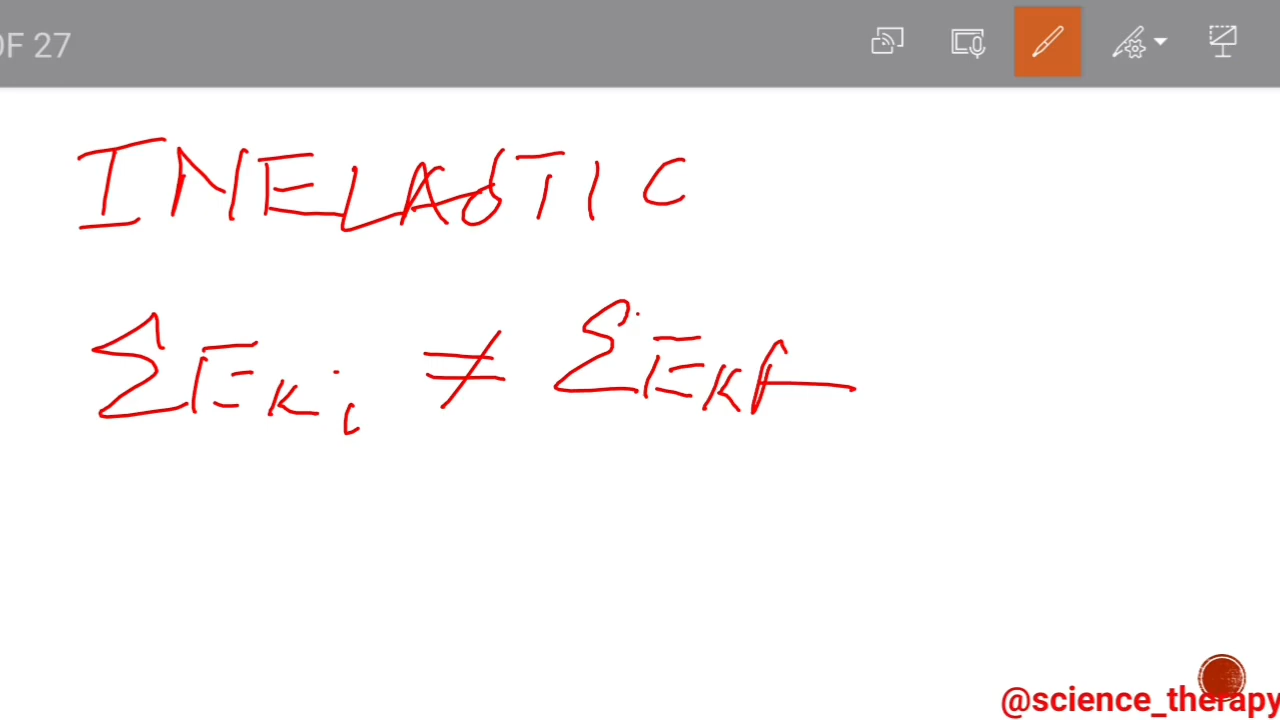 OF 27
INELASTIC
ΣEKi ≠ ΣEKf
@science_therapy